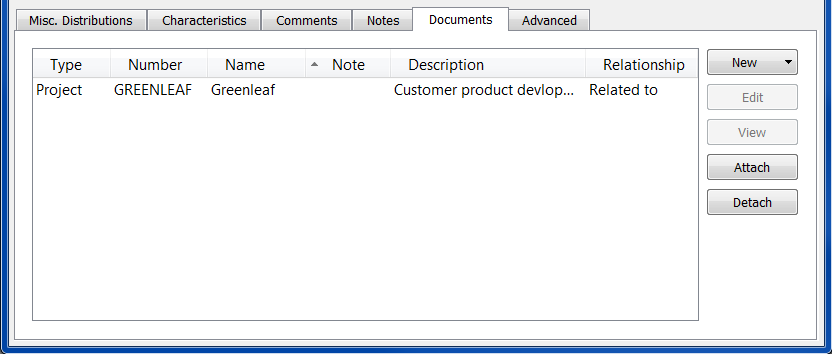 Misc. Distributions Characteristics Comments Notes Documents Advanced
Type Number Name Note Description Relationship
Project GREENLEAF Greenleaf Customer product devlop... Related to
New
Edit
View
Attach
Detach